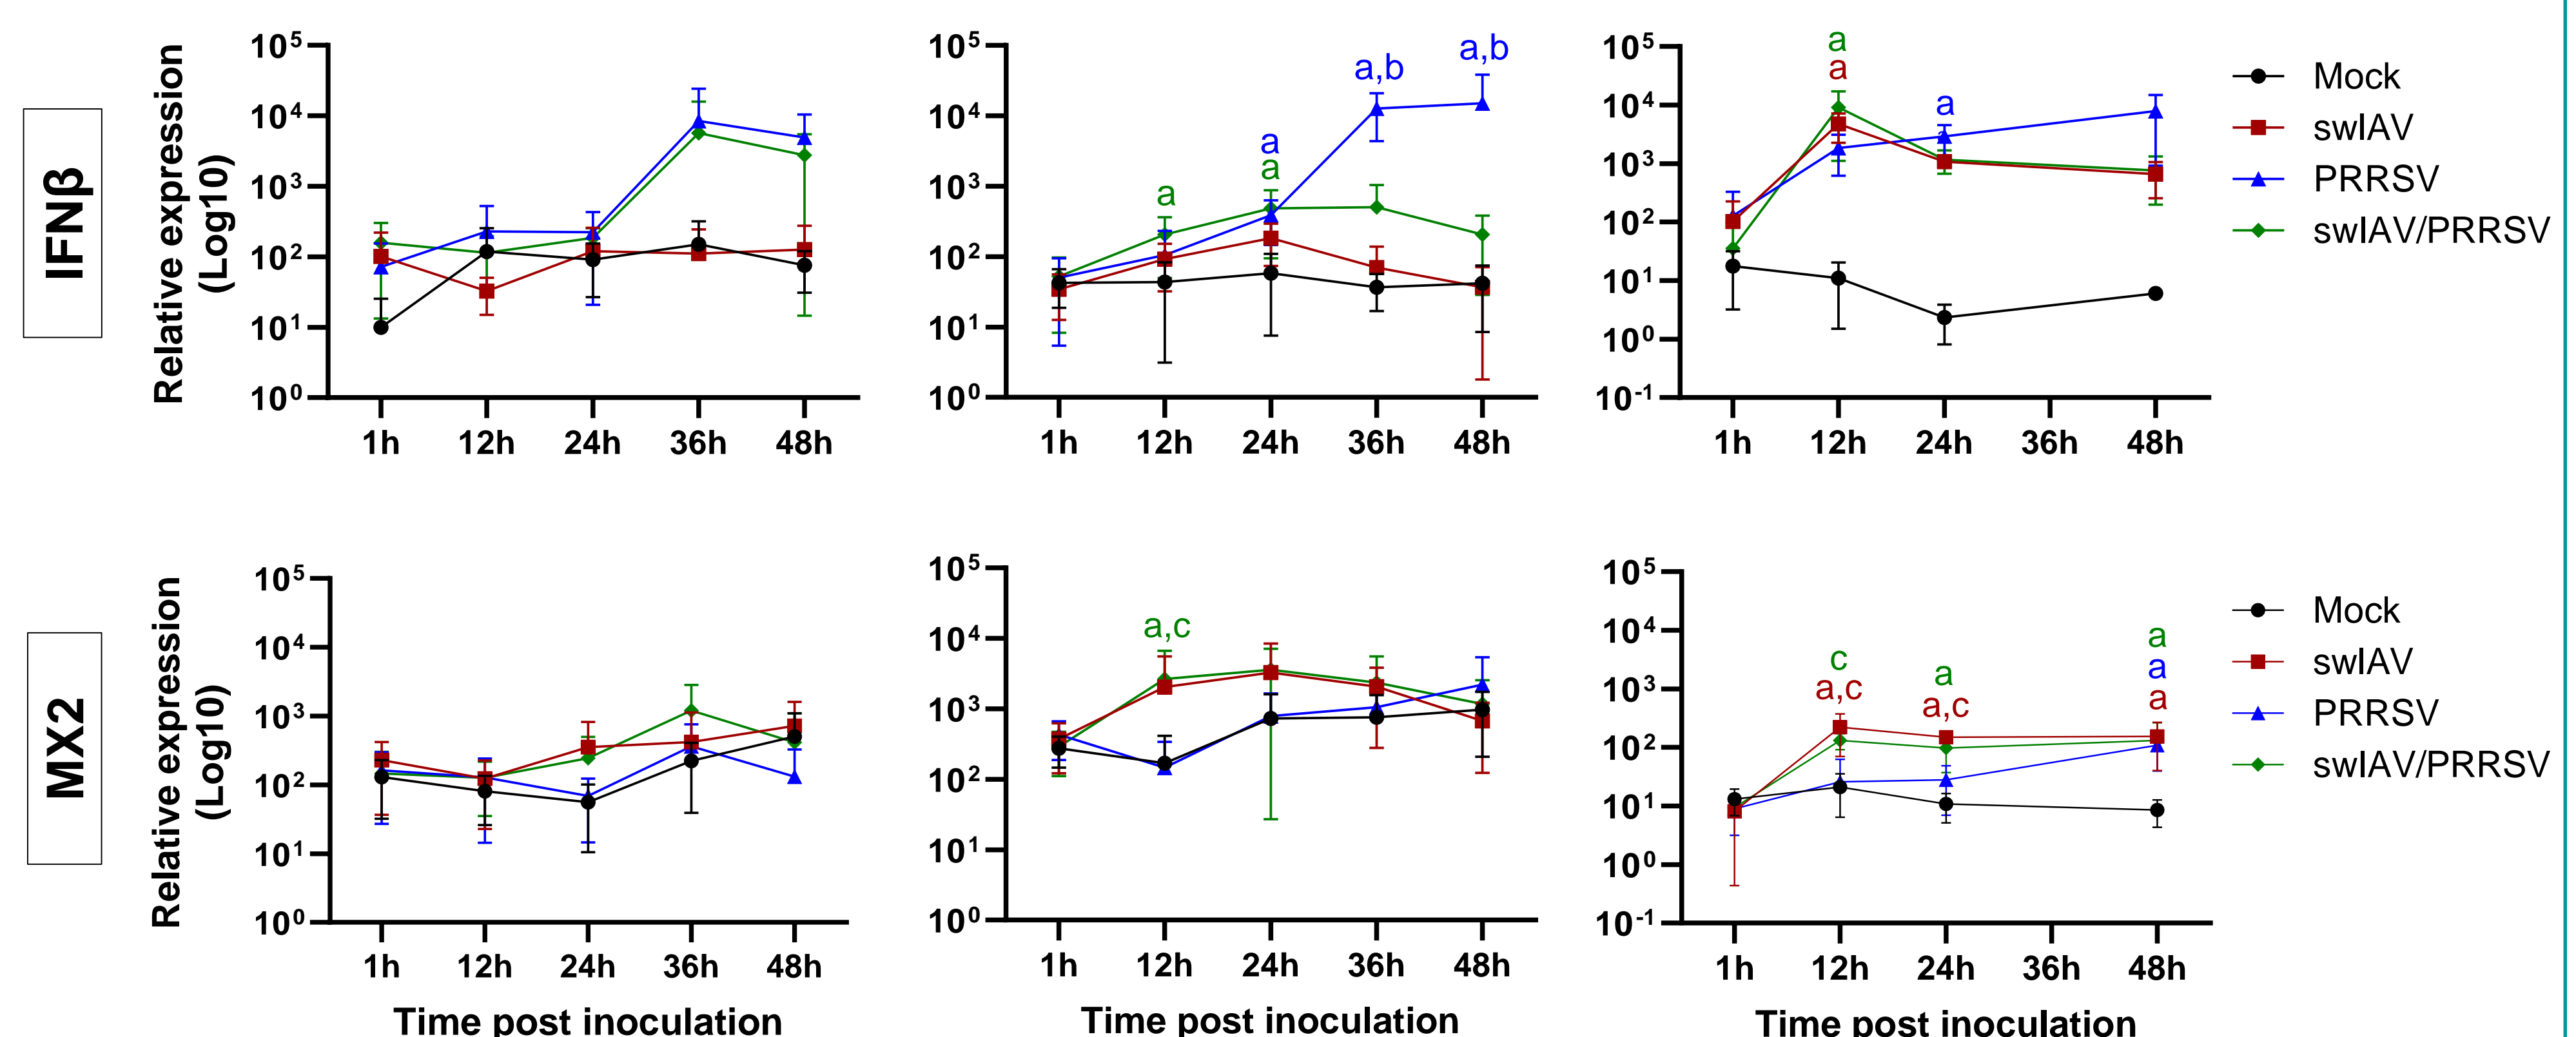 IFNβ
Relative expression
(Log10)
10⁵
10⁴
10³
10²
10¹
10⁰
1h 12h 24h 36h 48h
10⁵
10⁴
10³
10²
10¹
10⁰
a
a
a
a,b
a,b
1h 12h 24h 36h 48h
10⁵
10⁴
10³
10²
10¹
10⁰
10⁻¹
a
a
a
1h 12h 24h 36h 48h
Mock
swIAV
PRRSV
swIAV/PRRSV
MX2
Relative expression
(Log10)
10⁵
10⁴
10³
10²
10¹
10⁰
1h 12h 24h 36h 48h
Time post inoculation
10⁵
10⁴
10³
10²
10¹
10⁰
a,c
1h 12h 24h 36h 48h
Time post inoculation
10⁵
10⁴
10³
10²
10¹
10⁰
10⁻¹
c
a,c
a
a,c
a
a
a
1h 12h 24h 36h 48h
Time post inoculation
Mock
swIAV
PRRSV
swIAV/PRRSV